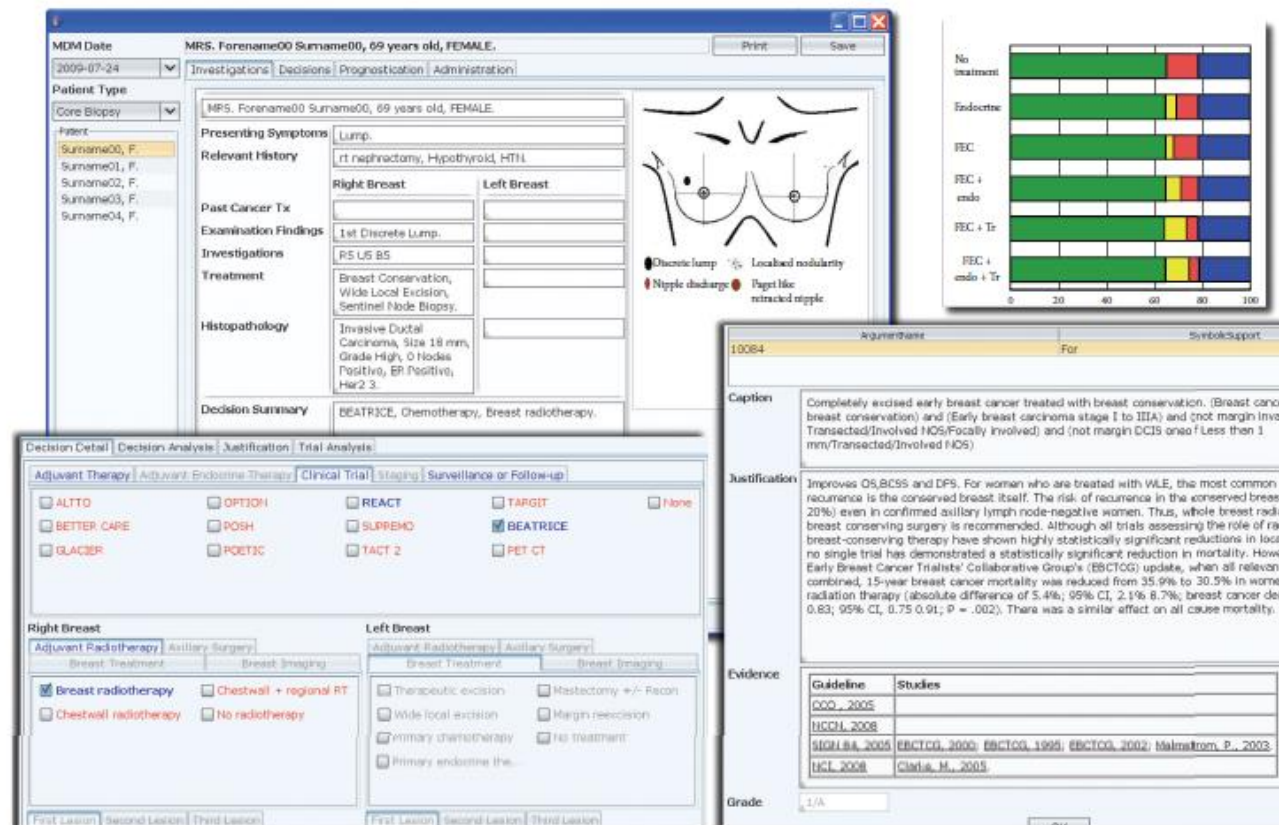 MDM Date
2009-07-24
Patient Type
Core Biopsy
Patient
Surname00, F.
Surname01, F.
Surname02, F.
Surname03, F.
Surname04, F.
MRS. Forename00 Surname00, 69 years old, FEMALE.
Print Save
Investigations Decisions Prognostication Administration
MRS. Forename00 Surname00, 69 years old, FEMALE.
Presenting Symptoms Lump.
Relevant History rt nephrectomy, Hypothyroid, HTN.
Right Breast Left Breast
Past Cancer Tx
Examination Findings 1st Discrete Lump.
Investigations R5 U5 B5
Treatment Breast Conservation,
Wide Local Excision,
Sentinel Node Biopsy.
Histopathology Invasive Ductal
Carcinoma, Size 18 mm,
Grade High, 0 Nodes
Positive, ER Positive,
Her2 3.
Decision Summary BEATRICE, Chemotherapy, Breast radiotherapy.
Discrete lump Localised nodularity
Nipple discharge Paget like
retracted nipple
No
treatment
Endocrine
FEC
FEC +
endo
FEC + Tr
FEC +
endo + Tr
0 20 40 60 80 100
Decision Detail Decision Analysis Justification Trial Analysis
Adjuvant Therapy Adjuvant Endocrine Therapy Clinical Trial Staging Surveillance or Follow-up
ALTTO OPTION REACT TARGIT None
BETTER CARE POSH SUPREMO BEATRICE
GLACIER POETIC TACT 2 PET CT
Right Breast Left Breast
Adjuvant Radiotherapy Axillary Surgery
Breast Treatment Breast Imaging
Adjuvant Radiotherapy Axillary Surgery
Breast Treatment Breast Imaging
Breast radiotherapy Chestwall + regional RT
Chestwall radiotherapy No radiotherapy
Therapeutic excision Mastectomy +/- Recon
Wide local excision Margin reexcision
Primary chemotherapy No treatment
Primary endocrine the...
First Lesion Second Lesion Third Lesion
First Lesion Second Lesion Third Lesion
ArgumentName SymbolicSupport
10084 For
Caption
Completely excised early breast cancer treated with breast conservation. (Breast
breast conservation) and (Early breast carcinoma stage I to IIIA) and (not margin
Transected/Involved NOS/Focally involved) and (not margin DCIS oneof Less than 1
mm/Transected/Involved NOS)
Justification
Improves OS,BCSS and DFS. For women who are treated with WLE, the most common
recurrence is the conserved breast itself. The risk of recurrence in the conserved
20%) even in confirmed axillary lymph node-negative women. Thus, whole breast
breast conserving surgery is recommended. Although all trials assessing the role of
breast-conserving therapy have shown highly statistically significant reductions in
no single trial has demonstrated a statistically significant reduction in mortality.
Early Breast Cancer Trialists' Collaborative Group's (EBCTCG) update, when all
combined, 15-year breast cancer mortality was reduced from 35.9% to 30.5% in
radiation therapy (absolute difference of 5.4%; 95% CI, 2.1% 8.7%; breast cancer
0.83; 95% CI, 0.75 0.91; P = .002). There was a similar effect on all cause mortality.
Evidence
Guideline Studies
CCO , 2005
NCCN, 2008
SIGN 84, 2005 EBCTCG, 2000; EBCTCG, 1995; EBCTCG, 2002; Malmstrom, P., 2003.
NCI, 2008 Clarke, M., 2005.
Grade 1/A